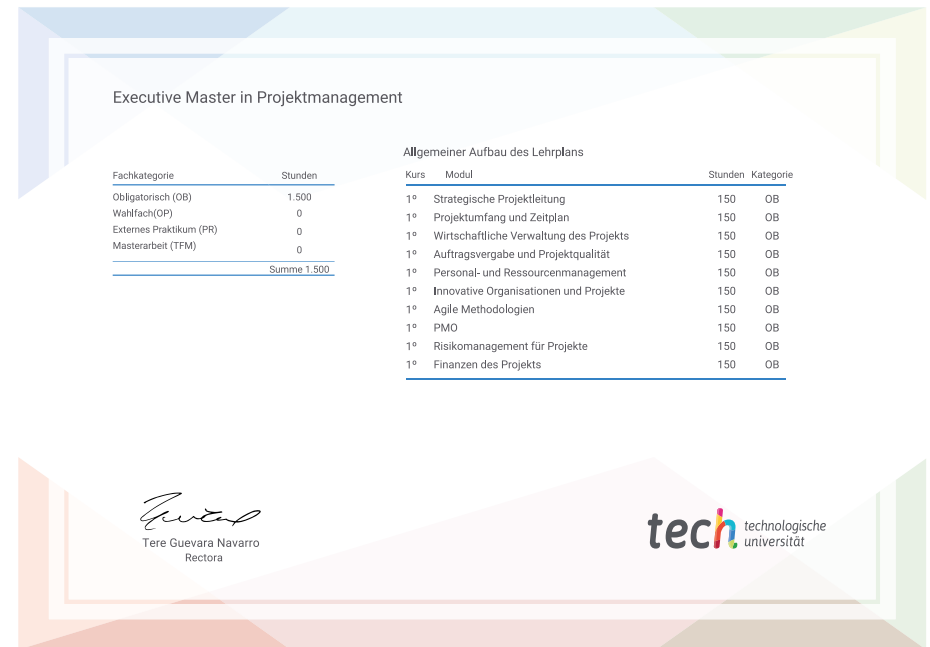 Executive Master in Projektmanagement
Fachkategorie Stunden
Obligatorisch (OB) 1.500
Wahlfach(OP) 0
Externes Praktikum (PR) 0
Masterarbeit (TFM) 0
Summe 1.500
Allgemeiner Aufbau des Lehrplans
Kurs Modul Stunden Kategorie
1º Strategische Projektleitung 150 OB
1º Projektumfang und Zeitplan 150 OB
1º Wirtschaftliche Verwaltung des Projekts 150 OB
1º Auftragsvergabe und Projektqualität 150 OB
1º Personal- und Ressourcenmanagement 150 OB
1º Innovative Organisationen und Projekte 150 OB
1º Agile Methodologien 150 OB
1º PMO 150 OB
1º Risikomanagement für Projekte 150 OB
1º Finanzen des Projekts 150 OB
Tere Guevara Navarro
Rectora
tech technologische
universität